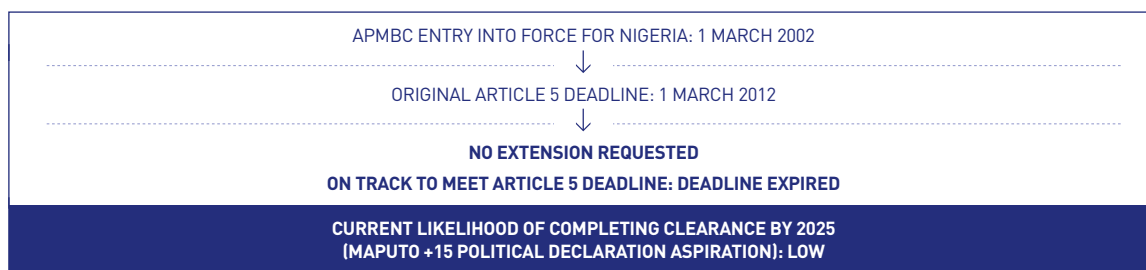 APMBC ENTRY INTO FORCE FOR NIGERIA: 1 MARCH 2002
ORIGINAL ARTICLE 5 DEADLINE: 1 MARCH 2012
NO EXTENSION REQUESTED
ON TRACK TO MEET ARTICLE 5 DEADLINE: DEADLINE EXPIRED
CURRENT LIKELIHOOD OF COMPLETING CLEARANCE BY 2025
(MAPUTO +15 POLITICAL DECLARATION ASPIRATION): LOW